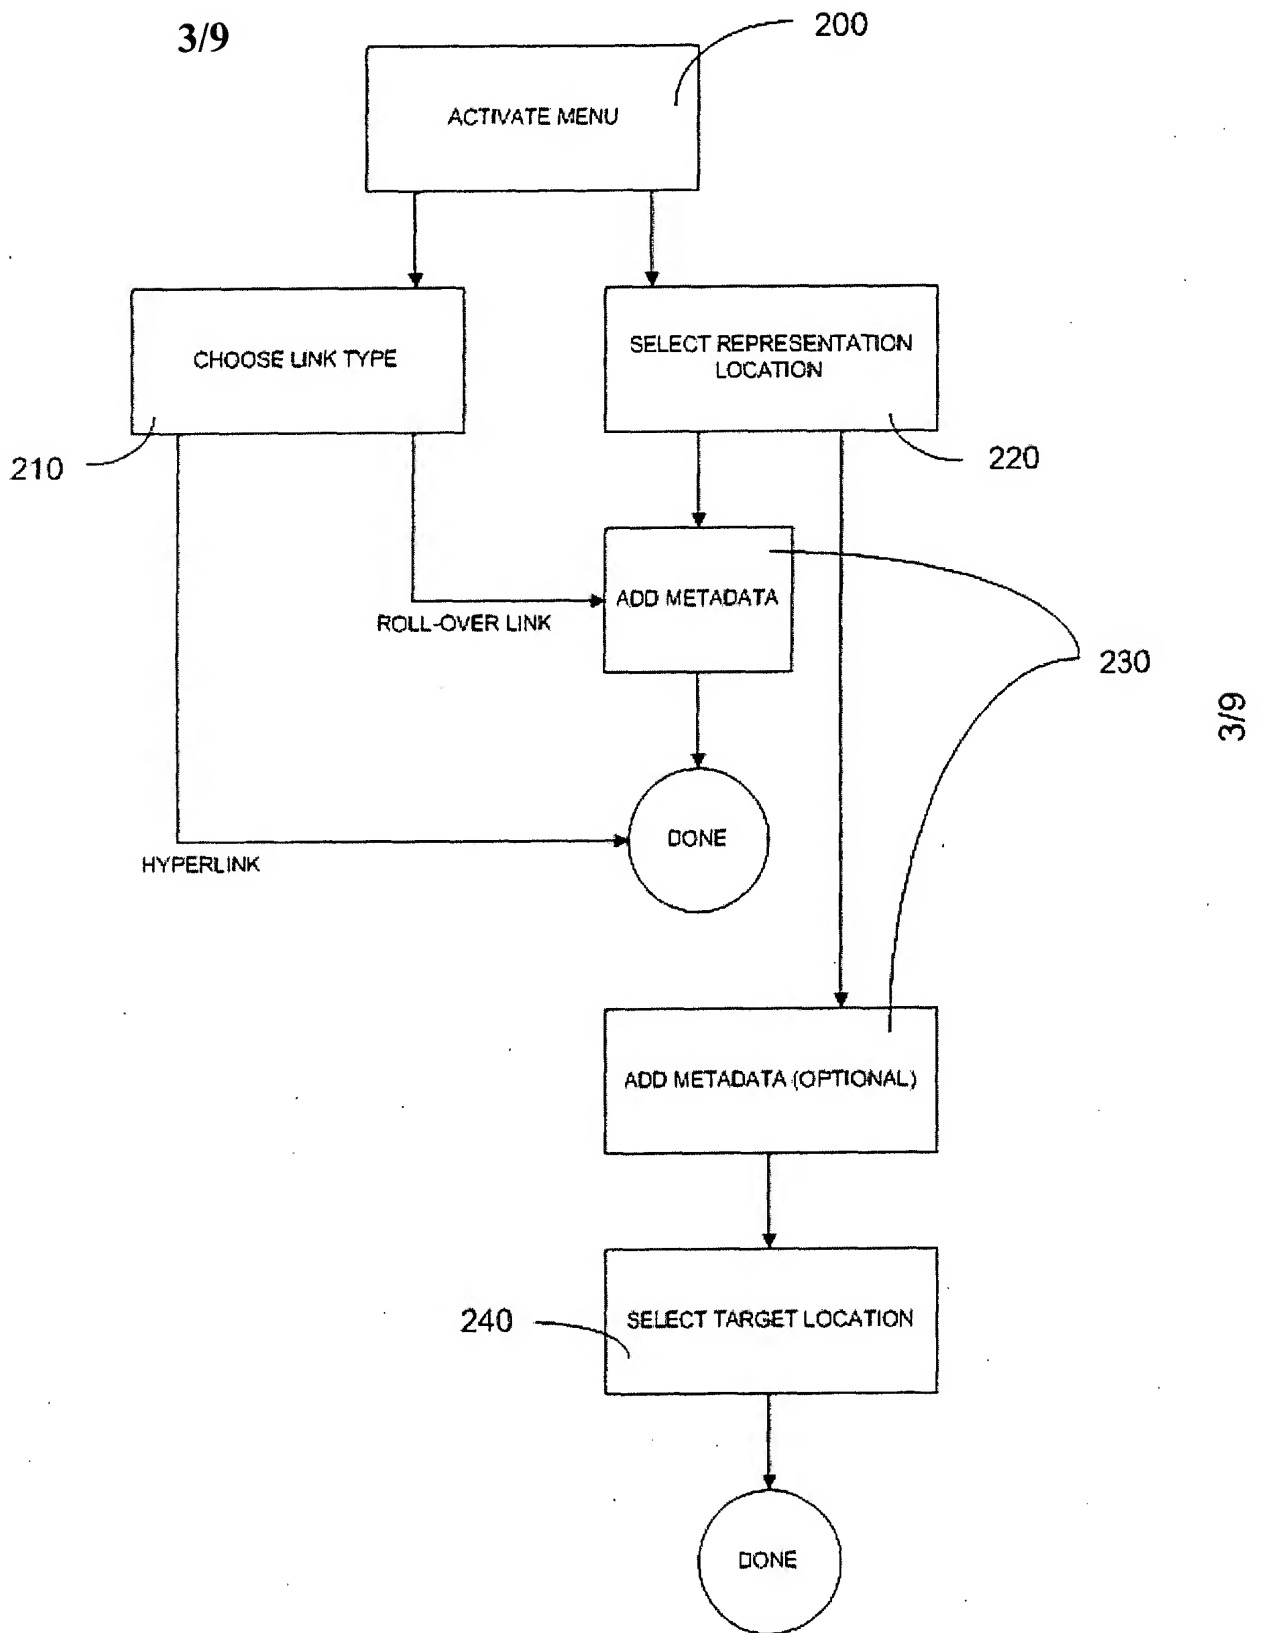 3/9
200
ACTIVATE MENU
CHOOSE LINK TYPE
SELECT REPRESENTATION
LOCATION
210
220
ADD METADATA
ROLL-OVER LINK
230
3/9
DONE
HYPERLINK
ADD METADATA (OPTIONAL)
240
SELECT TARGET LOCATION
DONE